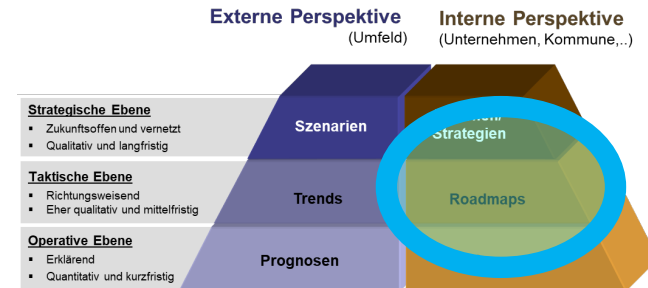 Externe Perspektive
(Umfeld)
Interne Perspektive
(Unternehmen, Kommune,..)
Strategische Ebene
▪ Zukunftsoffen und vernetzt
▪ Qualitativ und langfristig
Szenarien
Strategien
Taktische Ebene
▪ Richtungsweisend
▪ Eher qualitativ und mittelfristig
Trends
Roadmaps
Operative Ebene
▪ Erklärend
▪ Quantitativ und kurzfristig
Prognosen